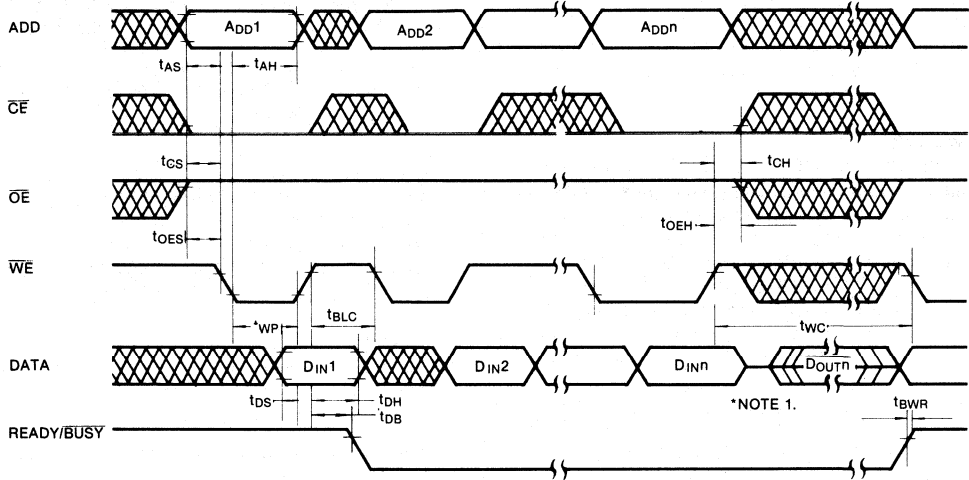 ADD ADD1 ADD2 ADDn
tAS tAH
CE
tCS tCH
OE
tOES tOEH
WE
*WP tBLC tWC
DATA DIN1 DIN2 DINn DOUTn
tDS tDH *NOTE 1. tBWR
tDB
READY/BUSY